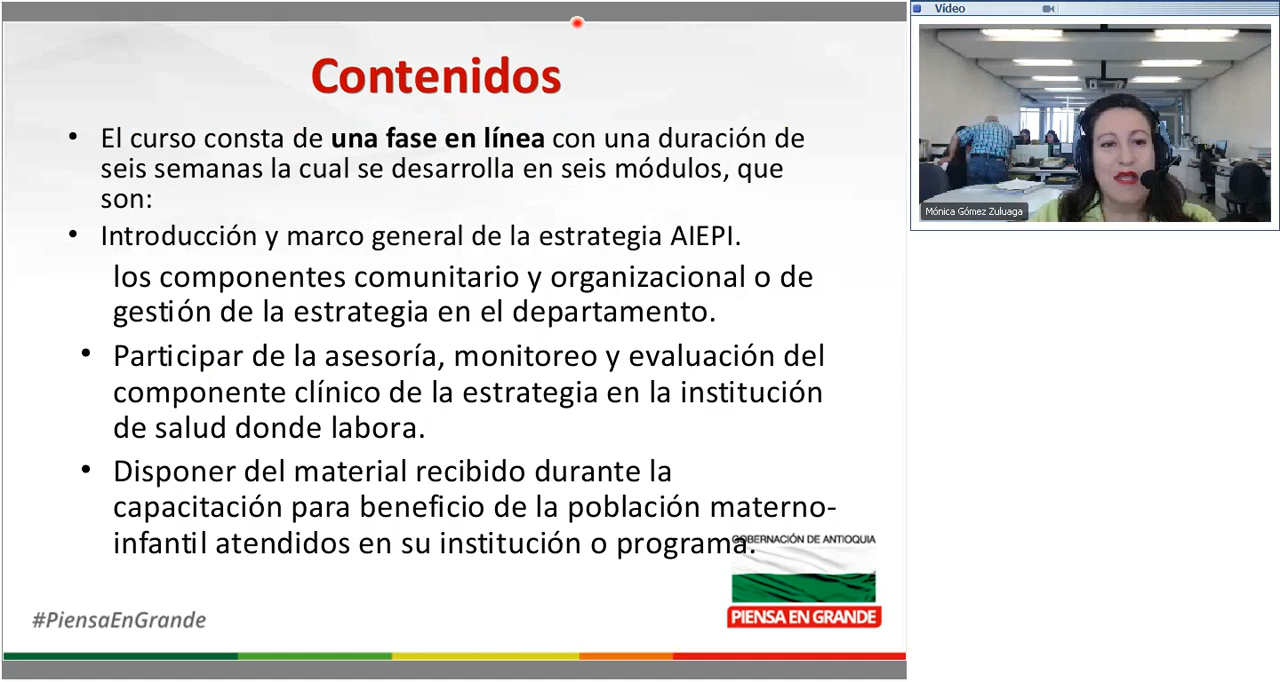 Contenidos
• El curso consta de una fase en línea con una duración de
seis semanas la cual se desarrolla en seis módulos, que
son:
• Introducción y marco general de la estrategia AIEPI.
los componentes comunitario y organizacional o de
gestión de la estrategia en el departamento.
• Participar de la asesoría, monitoreo y evaluación del
componente clínico de la estrategia en la institución
de salud donde labora.
• Disponer del material recibido durante la
capacitación para beneficio de la población materno-
infantil atendidos en su institución o programa.
GOBERNACIÓN DE ANTIOQUIA
PIENSA EN GRANDE
#PiensaEnGrande
Vídeo
Mónica Gómez Zuluaga